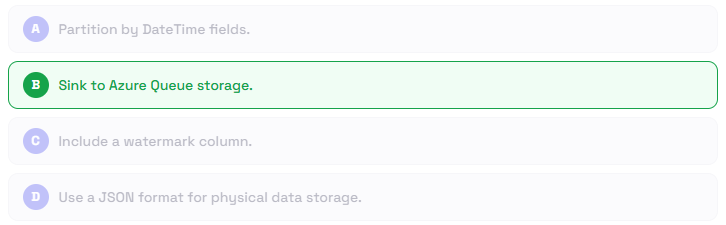 A Partition by DateTime fields.
B Sink to Azure Queue storage.
C Include a watermark column.
D Use a JSON format for physical data storage.